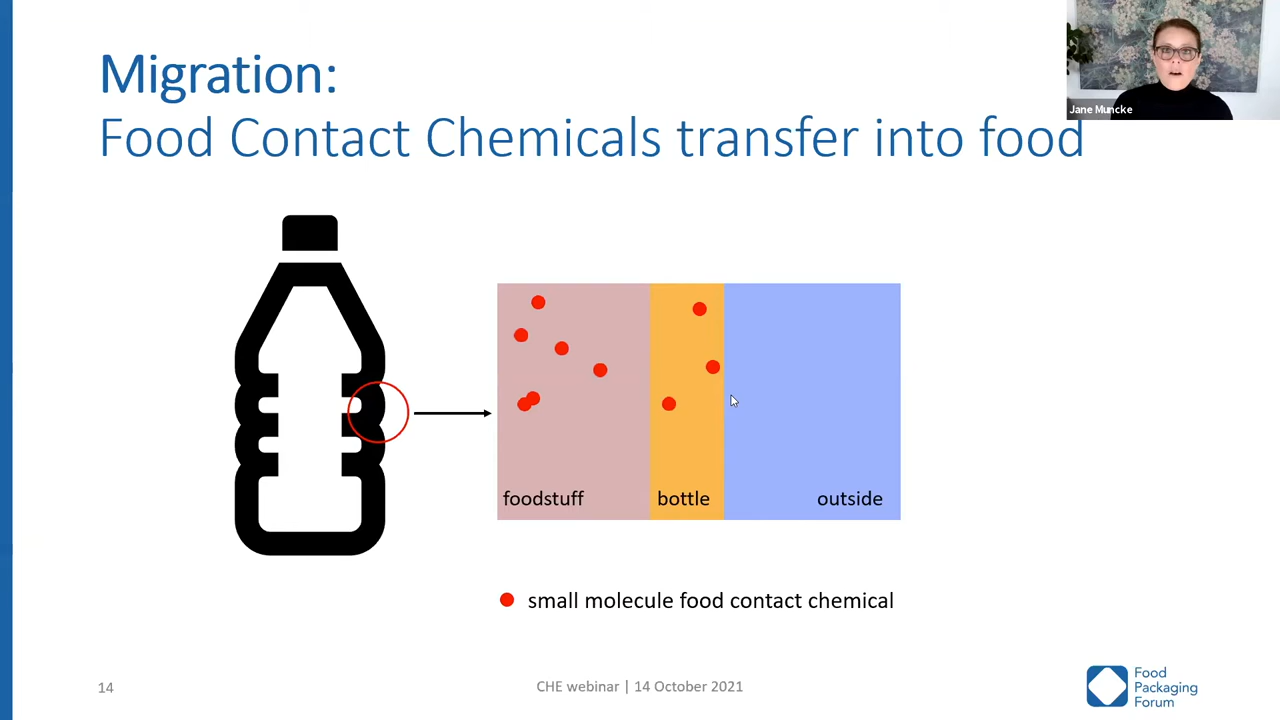 Migration:
Food Contact Chemicals transfer into food
Jane Muncke
foodstuff
bottle
outside
small molecule food contact chemical
14
CHE webinar | 14 October 2021
Food
Packaging
Forum